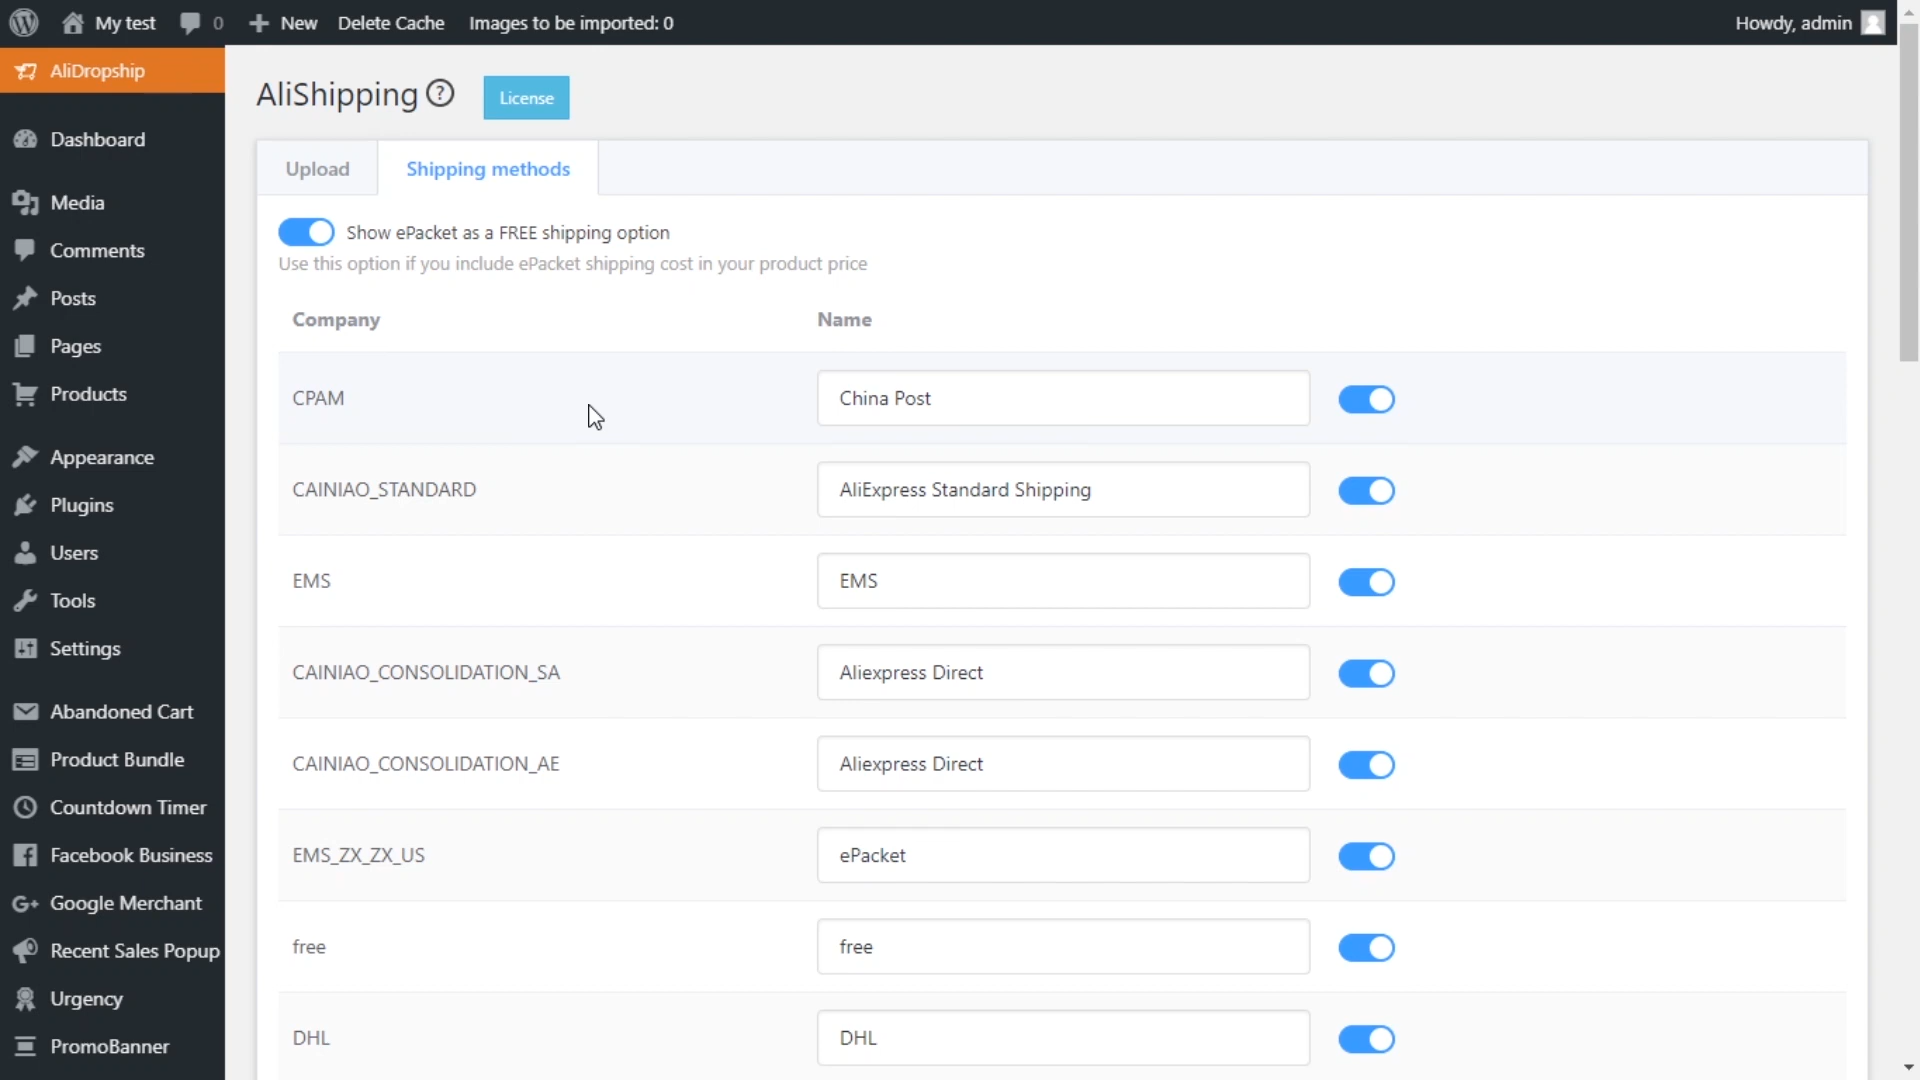 My test 0 New Delete Cache Images to be imported: 0 Howdy, admin
AliDropship
Dashboard
Media
Comments
Posts
Pages
Products
Appearance
Plugins
Users
Tools
Settings
Abandoned Cart
Product Bundle
Countdown Timer
Facebook Business
G+ Google Merchant
Recent Sales Popup
Urgency
PromoBanner
AliShipping ? License
Upload Shipping methods
Show ePacket as a FREE shipping option
Use this option if you include ePacket shipping cost in your product price
Company Name
CPAM China Post
CAINIAO_STANDARD AliExpress Standard Shipping
EMS EMS
CAINIAO_CONSOLIDATION_SA Aliexpress Direct
CAINIAO_CONSOLIDATION_AE Aliexpress Direct
EMS_ZX_ZX_US ePacket
free free
DHL DHL